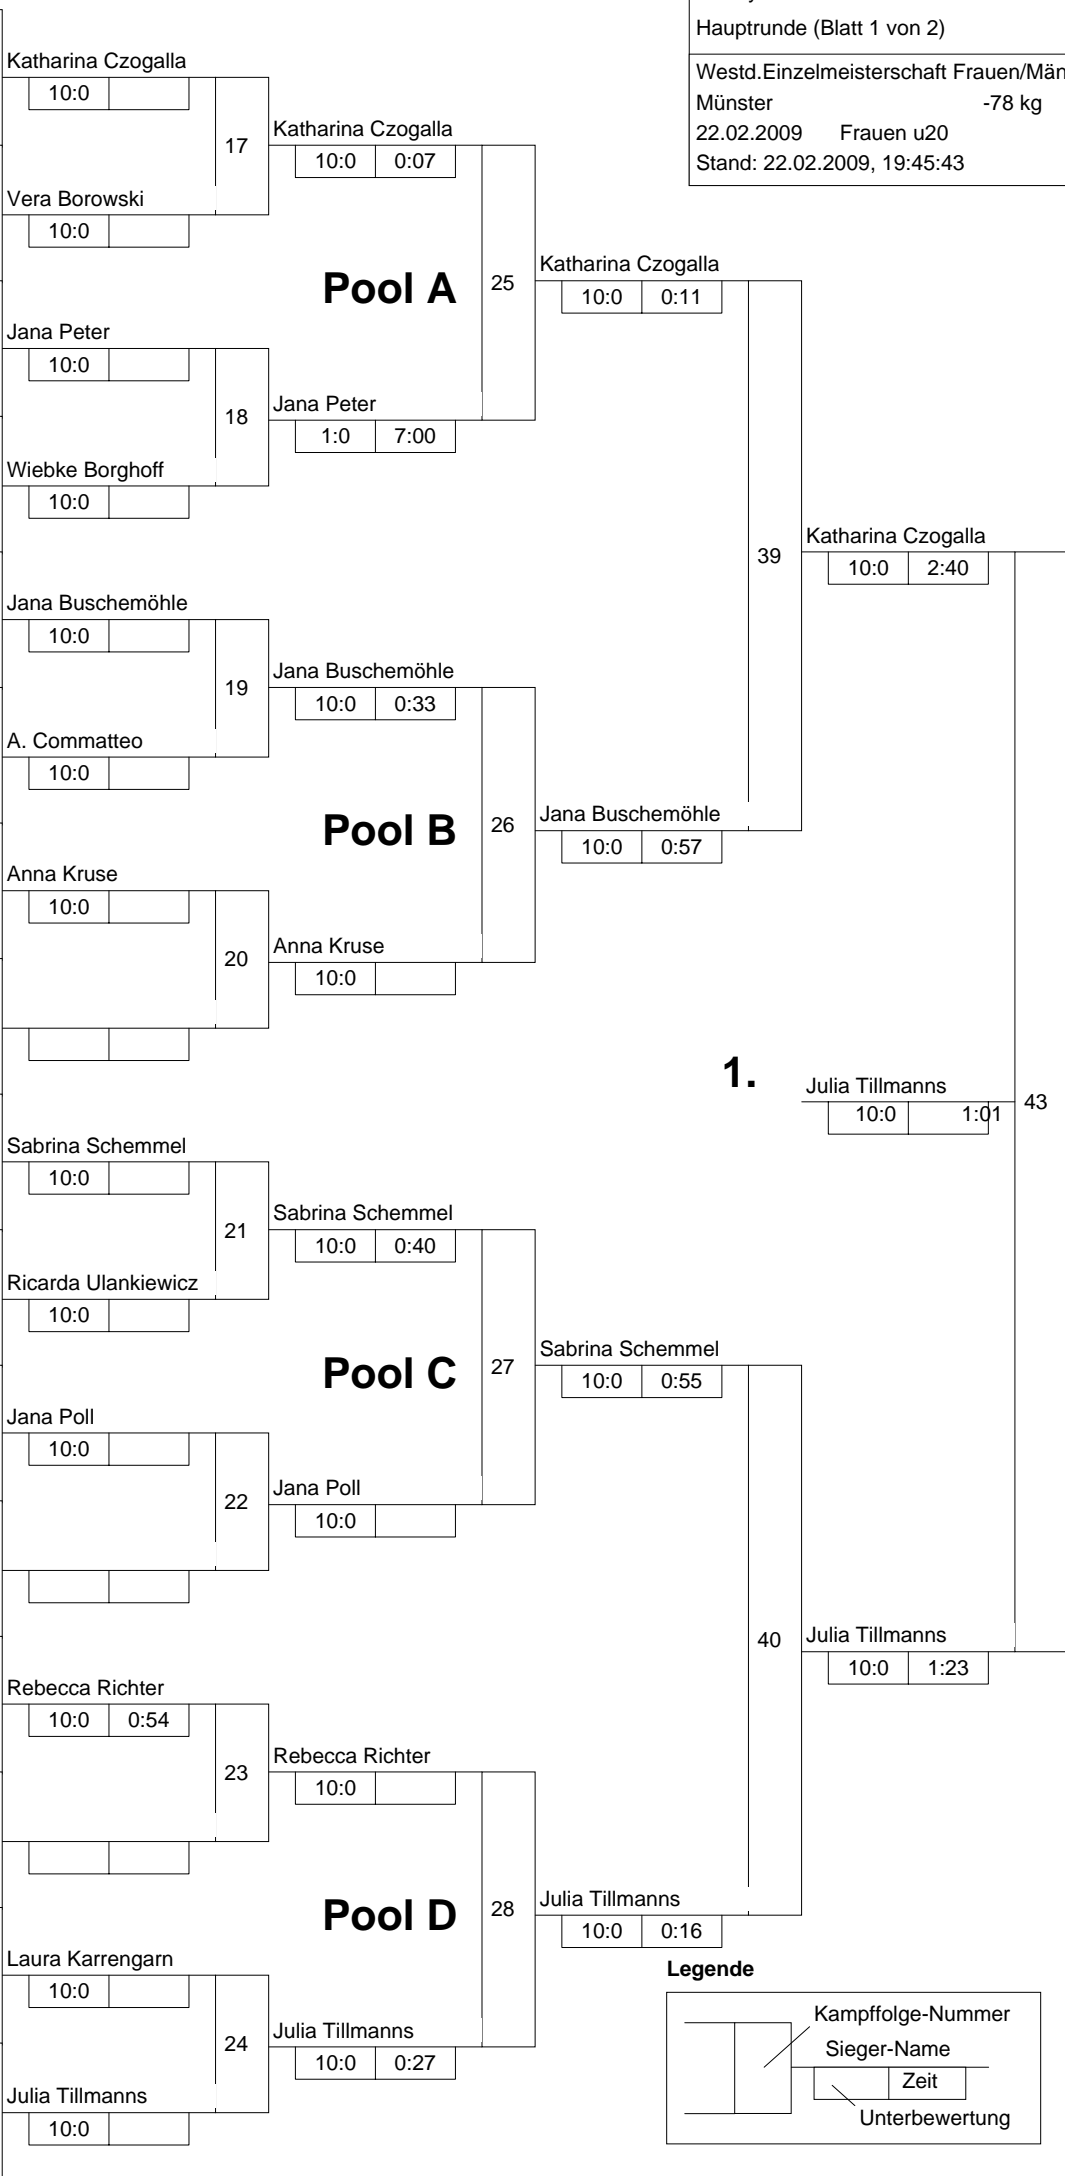 Hauptrunde (Blatt 1 von 2)
Westd.Einzelmeisterschaft Frauen/Män
Münster -78 kg
22.02.2009 Frauen u20
Stand: 22.02.2009, 19:45:43
Katharina Czogalla
10:0
17
Vera Borowski
10:0
Katharina Czogalla
10:0 0:07
Pool A
25
Jana Peter
10:0
18
Wiebke Borghoff
10:0
Jana Peter
1:0 7:00
Katharina Czogalla
10:0 0:11
39
Jana Buschemöhle
10:0
19
A. Commatteo
10:0
Jana Buschemöhle
10:0 0:33
Pool B
26
Anna Kruse
10:0
20
Anna Kruse
10:0
Jana Buschemöhle
10:0 0:57
Katharina Czogalla
10:0 2:40
1.
Julia Tillmanns
10:0 1:01
43
Sabrina Schemmel
10:0
21
Ricarda Ulankiewicz
10:0
Sabrina Schemmel
10:0 0:40
Pool C
27
Jana Poll
10:0
22
Jana Poll
10:0
Sabrina Schemmel
10:0 0:55
40
Julia Tillmanns
10:0 1:23
Rebecca Richter
10:0 0:54
23
Rebecca Richter
10:0
Pool D
28
Laura Karrengarn
10:0
24
Julia Tillmanns
10:0
Julia Tillmanns
10:0 0:27
Julia Tillmanns
10:0 0:16
Legende
Kampffolge-Nummer
Sieger-Name
Zeit
Unterbewertung